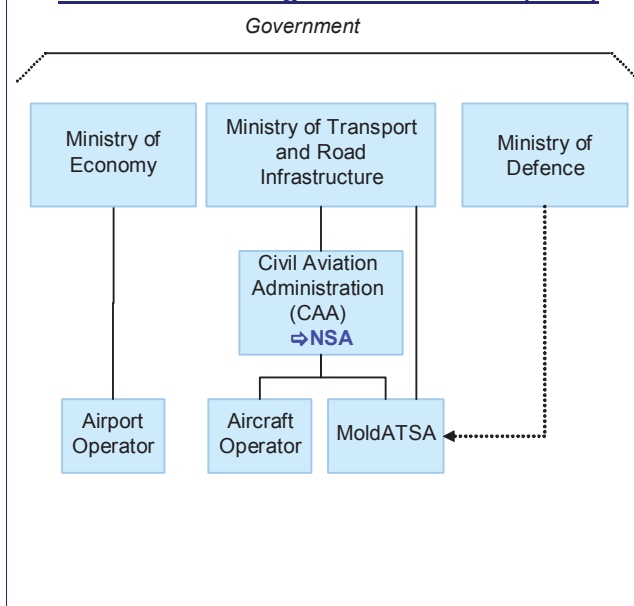 Government
Ministry of
Economy
Ministry of Transport
and Road
Infrastructure
Ministry of
Defence
Civil Aviation
Administration
(CAA)
⇨NSA
Airport
Operator
Aircraft
Operator
MoldATSA